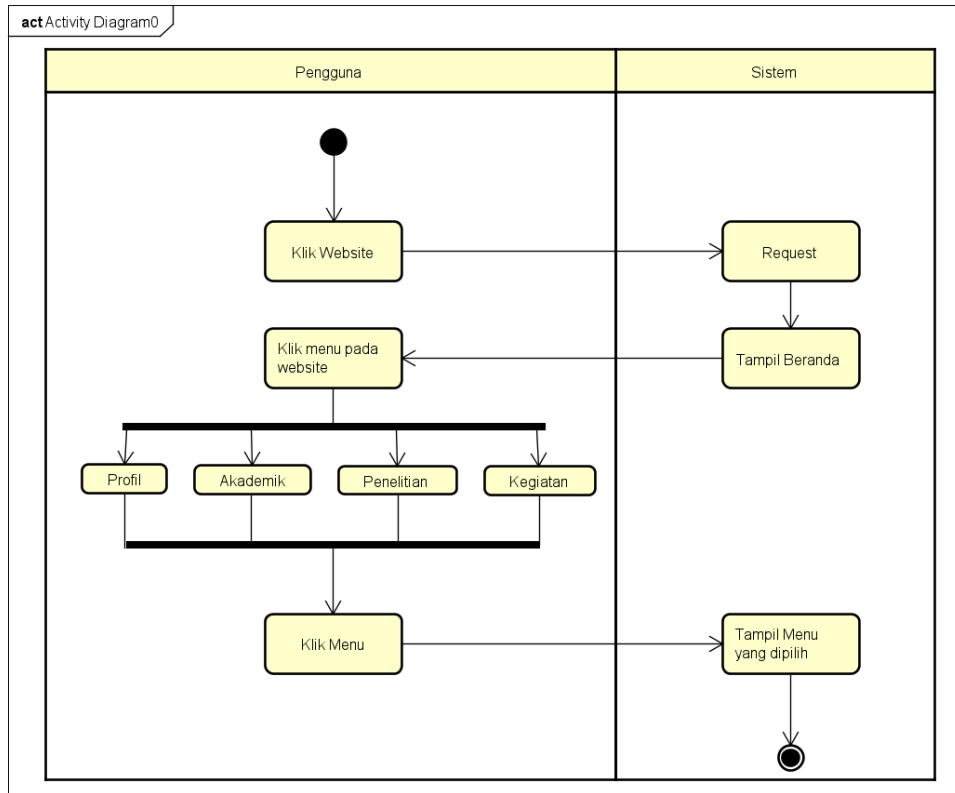 act Activity Diagram0
Pengguna
Sistem
Klik Website
Request
Klik menu pada
website
Tampil Beranda
Profil
Akademik
Penelitian
Kegiatan
Klik Menu
Tampil Menu
yang dipilih